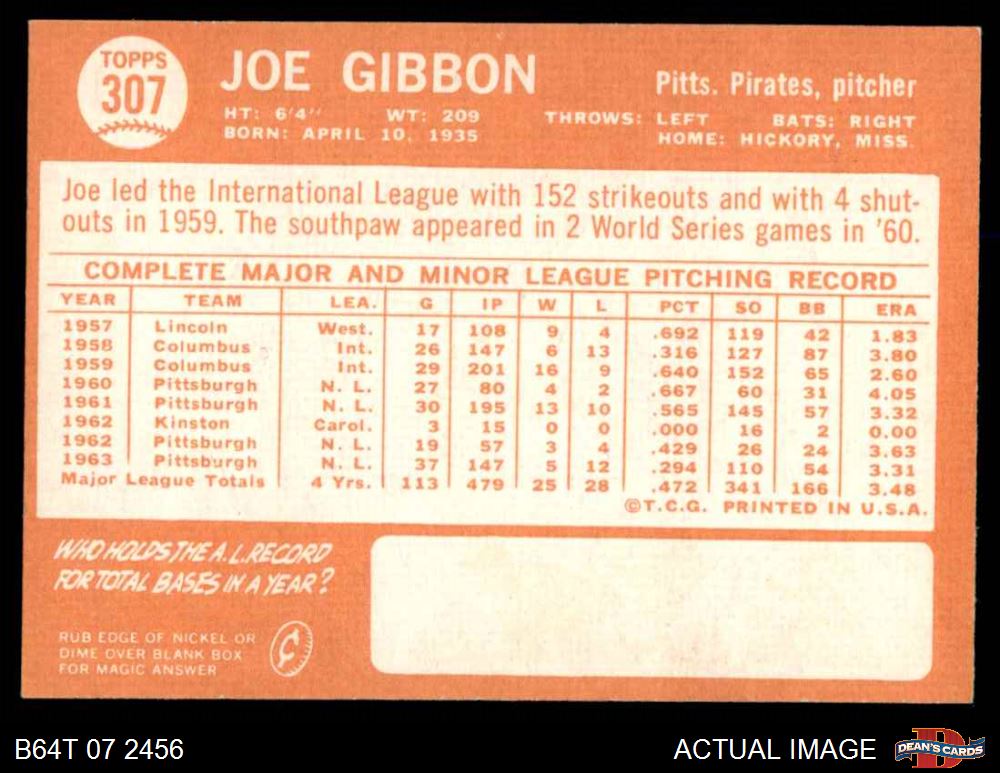 TOPPS
307
JOE GIBBON
Pitts. Pirates, pitcher
HT: 6'4" WT: 209 THROWS: LEFT BATS: RIGHT
BORN: APRIL 10, 1935 HOME: HICKORY, MISS.
Joe led the International League with 152 strikeouts and with 4 shut-
outs in 1959. The southpaw appeared in 2 World Series games in '60.
COMPLETE MAJOR AND MINOR LEAGUE PITCHING RECORD
YEAR TEAM LEA. G IP W L PCT SO BB ERA
1957 Lincoln West. 17 108 9 4 .692 119 42 1.83
1958 Columbus Int. 26 147 6 13 .316 127 87 3.80
1959 Columbus Int. 29 201 16 9 .640 152 65 2.60
1960 Pittsburgh N. L. 27 80 4 2 .667 60 31 4.05
1961 Pittsburgh N. L. 30 195 13 10 .565 145 57 3.32
1962 Kinston Carol. 3 15 0 0 .000 16 2 0.00
1962 Pittsburgh N. L. 19 57 3 4 .429 26 24 3.63
1963 Pittsburgh N. L. 37 147 5 12 .294 110 54 3.31
Major League Totals 4 Yrs. 113 479 25 28 .472 341 166 3.48
©T.C.G. PRINTED IN U.S.A.
WHO HOLDS THE A.L. RECORD
FOR TOTAL BASES IN A YEAR?
RUB EDGE OF NICKEL OR
DIME OVER BLANK BOX
FOR MAGIC ANSWER
¢
B64T 07 2456
ACTUAL IMAGE
D
DEAN'S CARDS